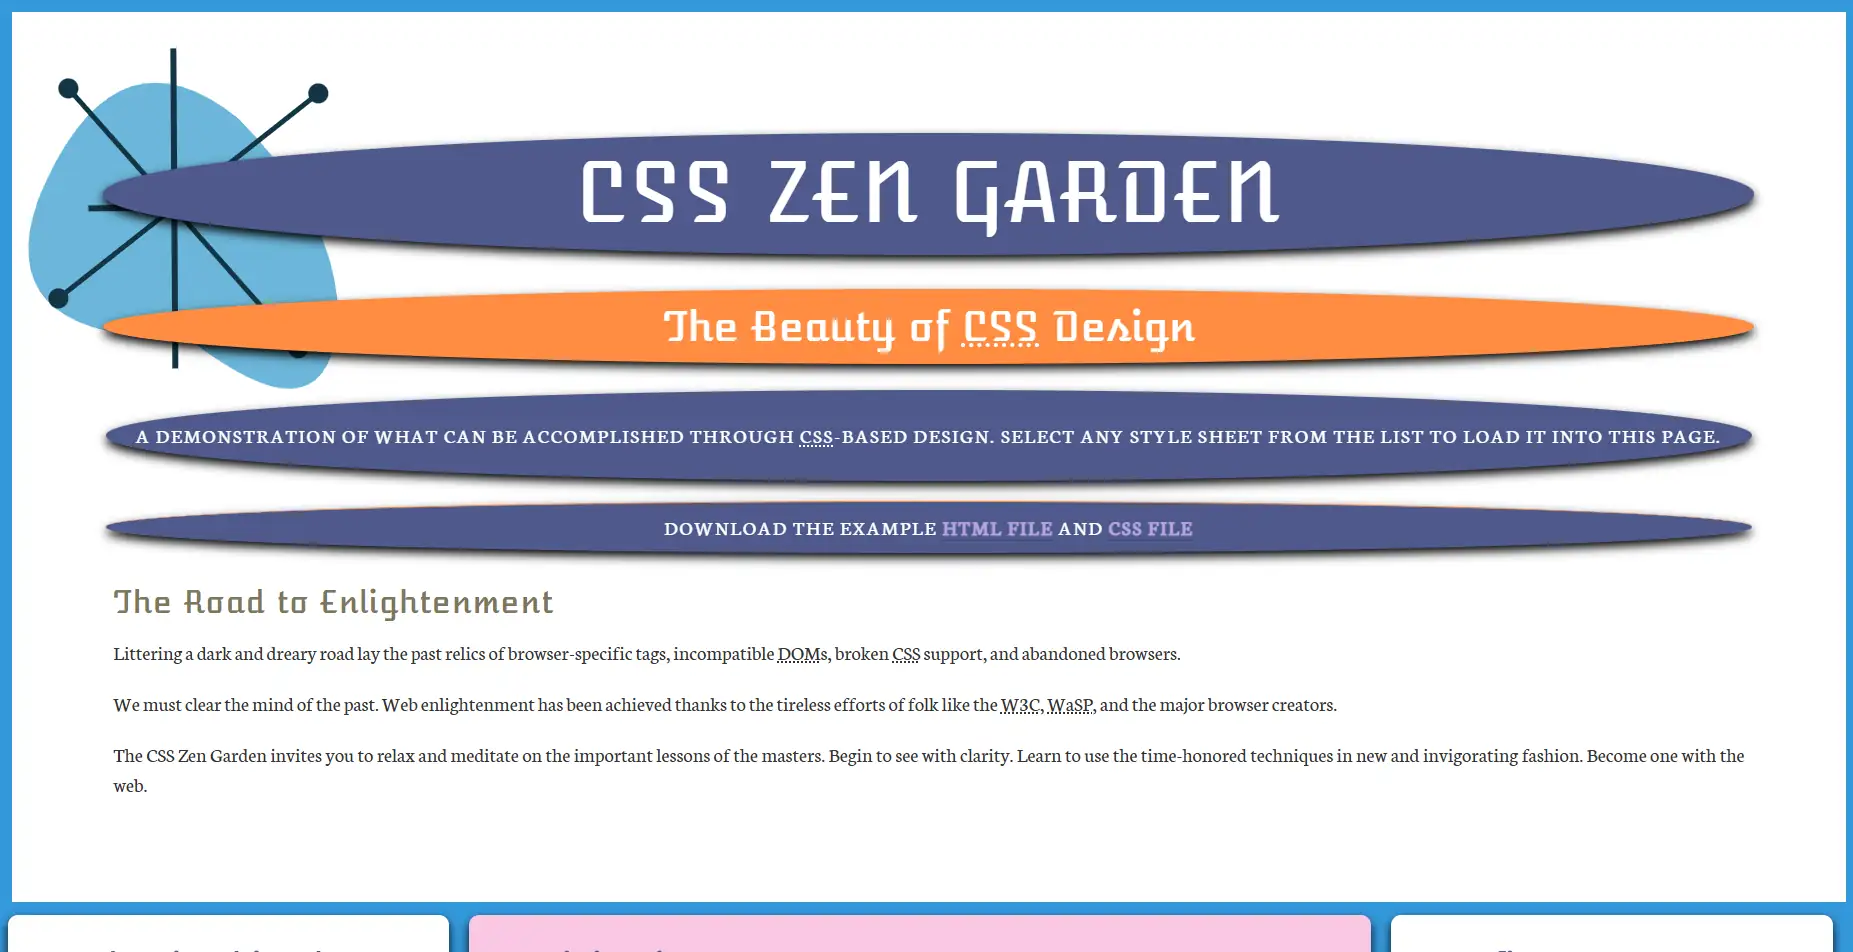 CSS ZEN GARDEN
The Beauty of CSS Design
A DEMONSTRATION OF WHAT CAN BE ACCOMPLISHED THROUGH CSS-BASED DESIGN. SELECT ANY STYLE SHEET FROM THE LIST TO LOAD IT INTO THIS PAGE.
DOWNLOAD THE EXAMPLE HTML FILE AND CSS FILE
The Road to Enlightenment
Littering a dark and dreary road lay the past relics of browser-specific tags, incompatible DOMs, broken CSS support, and abandoned browsers.
We must clear the mind of the past. Web enlightenment has been achieved thanks to the tireless efforts of folk like the W3C, WaSP, and the major browser creators.
The CSS Zen Garden invites you to relax and meditate on the important lessons of the masters. Begin to see with clarity. Learn to use the time-honored techniques in new and invigorating fashion. Become one with the
web.